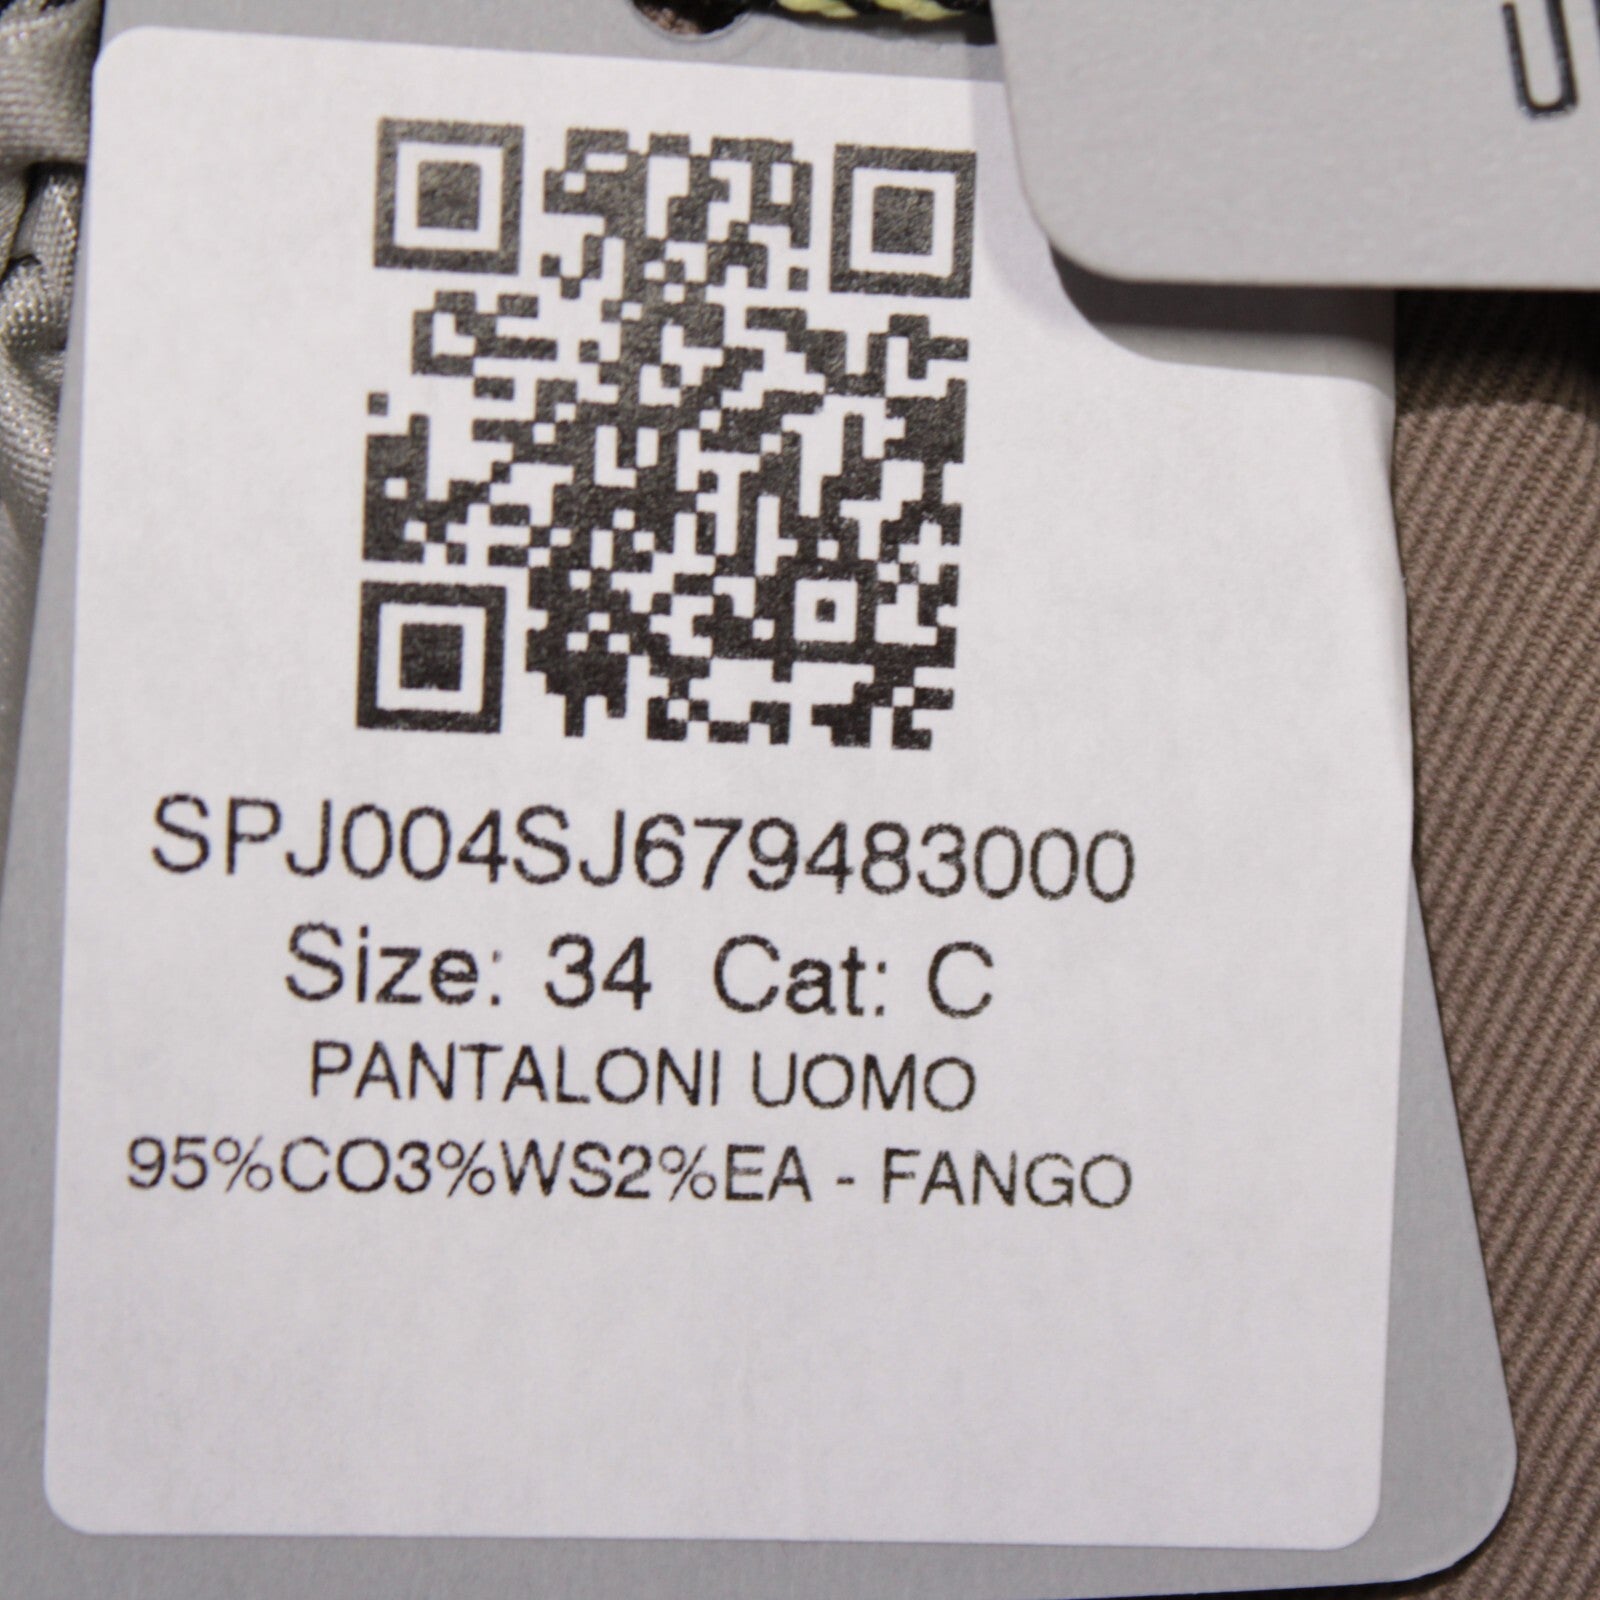 SPJ004SJ679483000
Size: 34 Cat: C
PANTALONI UOMO
95%CO3%WS2%EA - FANGO